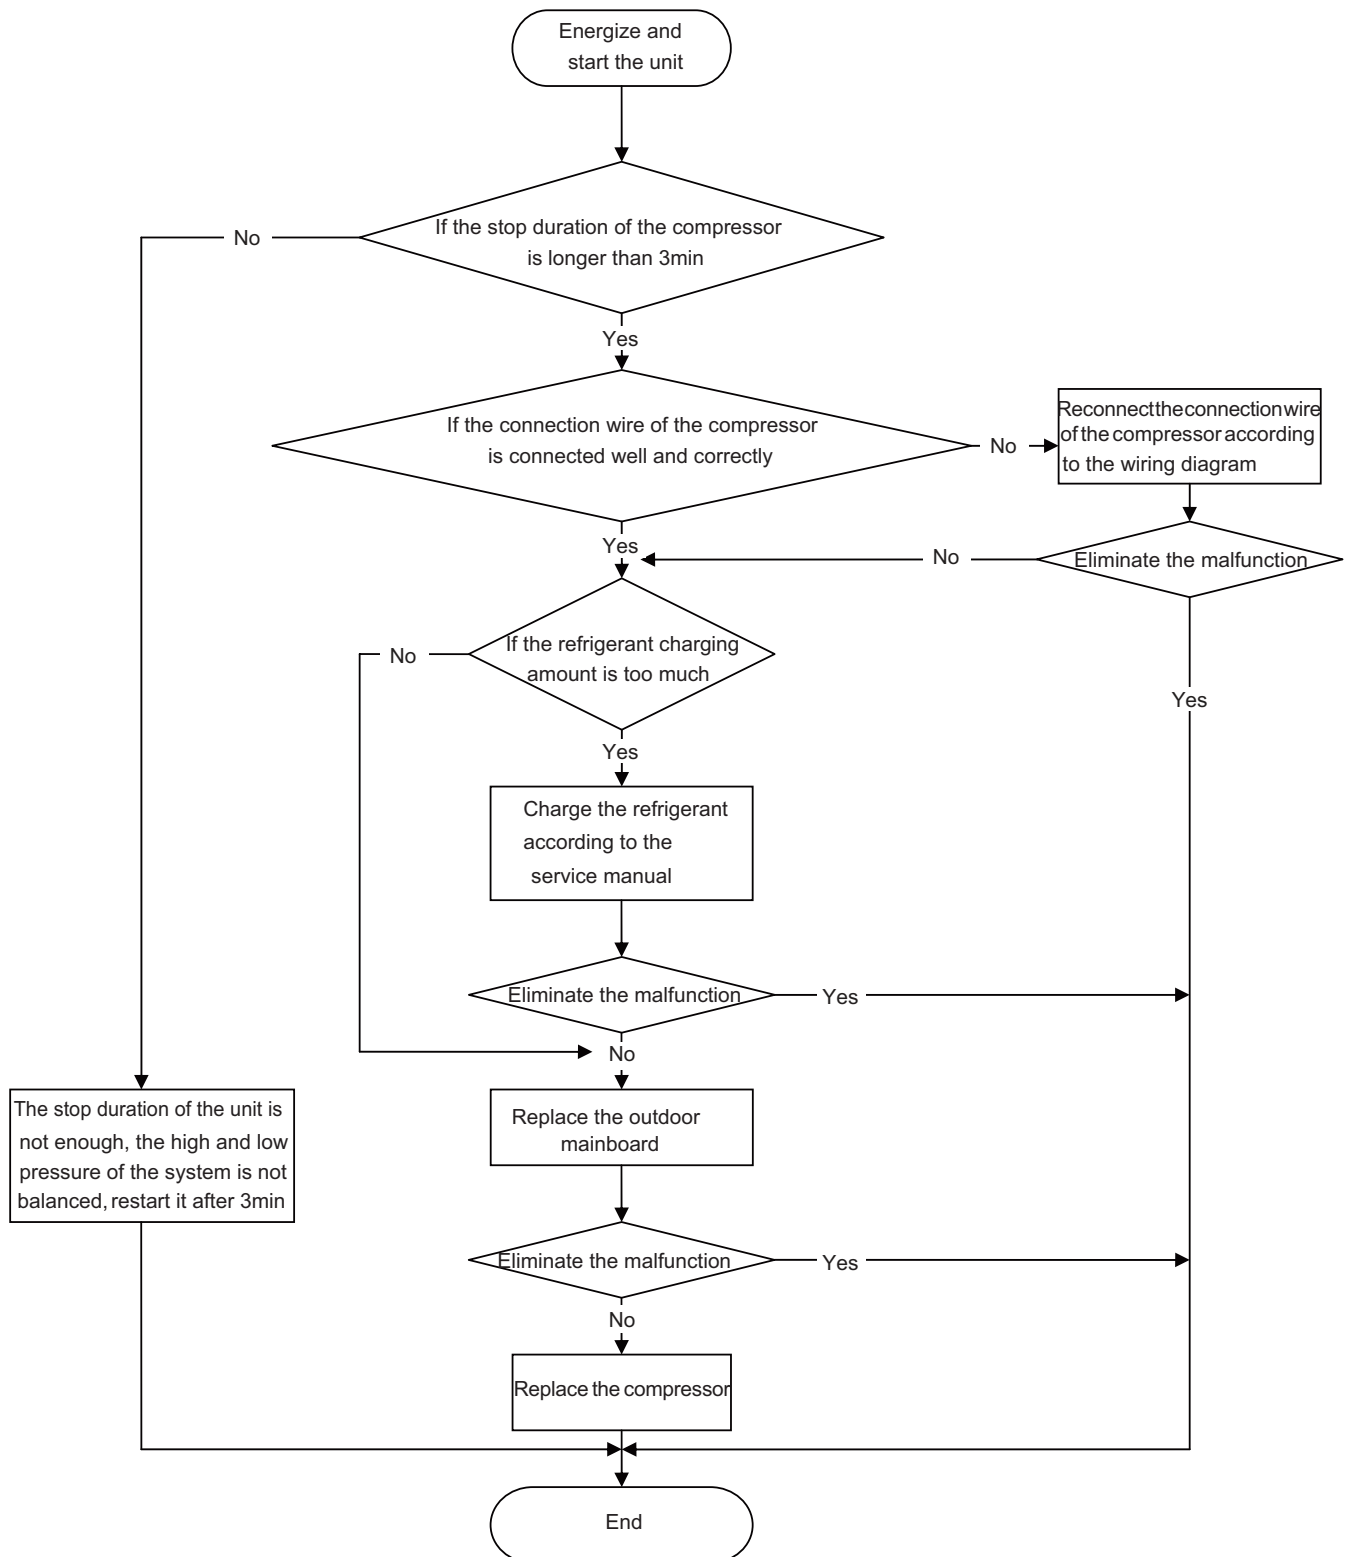 Energize and
start the unit
If the stop duration of the compressor
is longer than 3min
No
Yes
If the connection wire of the compressor
is connected well and correctly
No
Reconnect the connection wire
of the compressor according
to the wiring diagram
Yes
No
Eliminate the malfunction
If the refrigerant charging
amount is too much
No
Yes
Yes
Charge the refrigerant
according to the
service manual
Eliminate the malfunction
Yes
No
The stop duration of the unit is
not enough, the high and low
pressure of the system is not
balanced, restart it after 3min
Replace the outdoor
mainboard
Eliminate the malfunction
Yes
No
Replace the compressor
End